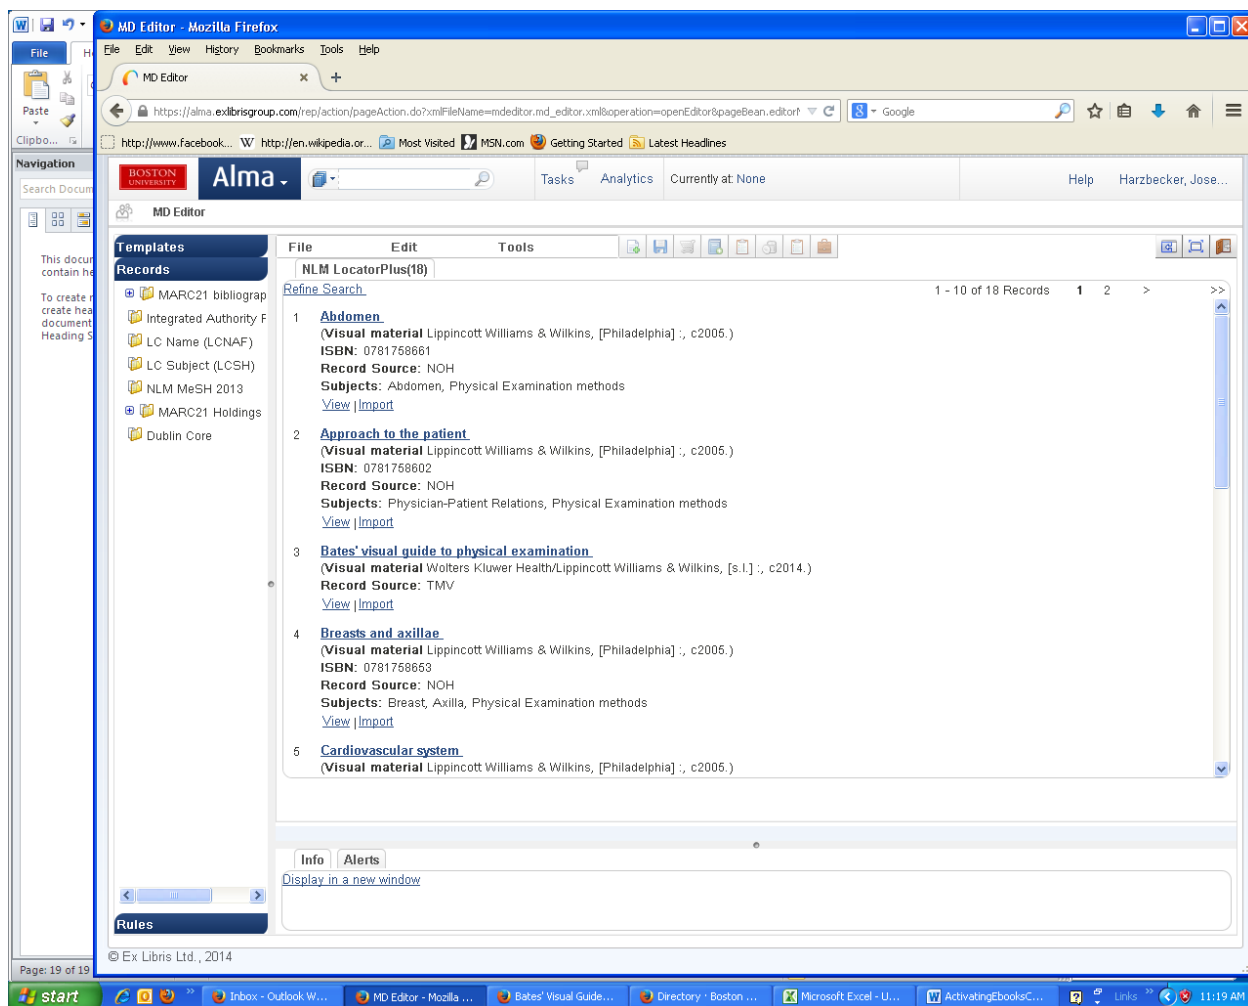 MD Editor - Mozilla Firefox
File
Paste
Clipbo...
Navigation
Search Docum
This docur
contain he
To create r
create hea
document
Heading S
Page: 19 of 19
File Edit View History Bookmarks Tools Help
MD Editor
https://alma.exlibrisgroup.com/rep/action/pageAction.do?xmlFileName=mdeditor.md_editor.xml&operation=openEditor&pageBean.editorM
Google
http://www.facebook... http://en.wikipedia.or... Most Visited MSN.com Getting Started Latest Headlines
BOSTON
UNIVERSITY
Alma
Tasks Analytics Currently at: None Help Harzbecker, Jose...
MD Editor
Templates
Records
MARC21 bibliograp
Integrated Authority F
LC Name (LCNAF)
LC Subject (LCSH)
NLM MeSH 2013
MARC21 Holdings
Dublin Core
Rules
File Edit Tools
NLM LocatorPlus(18)
Refine Search 1 - 10 of 18 Records 1 2 > >>
1 Abdomen
(Visual material Lippincott Williams & Wilkins, [Philadelphia] :, c2005.)
ISBN: 0781758661
Record Source: NOH
Subjects: Abdomen, Physical Examination methods
View | Import
2 Approach to the patient
(Visual material Lippincott Williams & Wilkins, [Philadelphia] :, c2005.)
ISBN: 0781758602
Record Source: NOH
Subjects: Physician-Patient Relations, Physical Examination methods
View | Import
3 Bates' visual guide to physical examination
(Visual material Wolters Kluwer Health/Lippincott Williams & Wilkins, [s.l.] :, c2014.)
Record Source: TMV
View | Import
4 Breasts and axillae
(Visual material Lippincott Williams & Wilkins, [Philadelphia] :, c2005.)
ISBN: 0781758653
Record Source: NOH
Subjects: Breast, Axilla, Physical Examination methods
View | Import
5 Cardiovascular system
(Visual material Lippincott Williams & Wilkins, [Philadelphia] :, c2005.)
Info Alerts
Display in a new window
© Ex Libris Ltd., 2014
start Inbox - Outlook W... MD Editor - Mozilla ... Bates' Visual Guide... Directory · Boston ... Microsoft Excel - U... ActivatingEbooksC... Links 11:19 AM